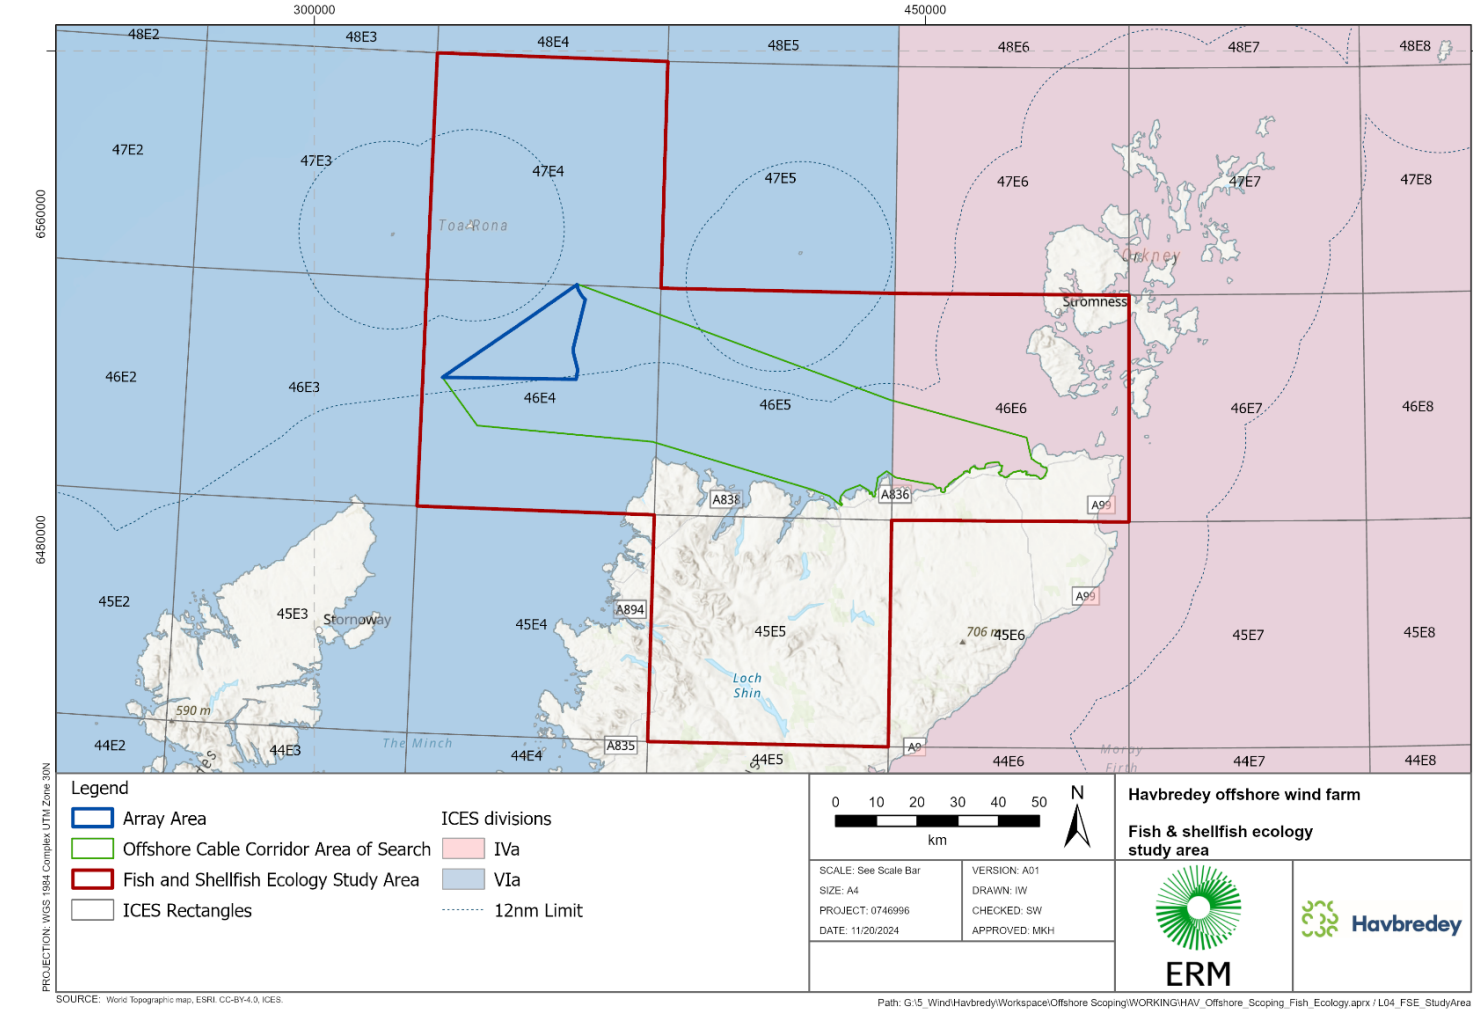 300000
450000
48E2
48E3
48E4
48E5
48E6
48E7
48E8
47E2
47E3
47E4
47E5
47E6
47E7
47E8
6560000
Toa Rona
Orkney
Stromness
46E2
46E3
46E4
46E5
46E6
46E7
46E8
A838
A836
A99
6480000
45E2
45E3
Stornoway
45E4
A894
45E5
A99
706 m
45E6
45E7
45E8
Loch
Shin
590 m
44E2
44E3
The Minch
44E4
A835
44E5
A9
44E6
Moray
Firth
44E7
44E8
PROJECTION: WGS 1984 Complex UTM Zone 30N
Legend
Array Area
Offshore Cable Corridor Area of Search
Fish and Shellfish Ecology Study Area
ICES Rectangles
ICES divisions
IVa
VIa
12nm Limit
0 10 20 30 40 50
km
N
Havbredey offshore wind farm
Fish & shellfish ecology
study area
SCALE: See Scale Bar
SIZE: A4
PROJECT: 0746996
DATE: 11/20/2024
VERSION: A01
DRAWN: IW
CHECKED: SW
APPROVED: MKH
ERM
Havbredey
SOURCE: World Topographic map, ESRI. CC-BY-4.0, ICES.
Path: G:\5_Wind\Havbredy\Workspace\Offshore Scoping\WORKING\HAV_Offshore_Scoping_Fish_Ecology.aprx / L04_FSE_StudyArea